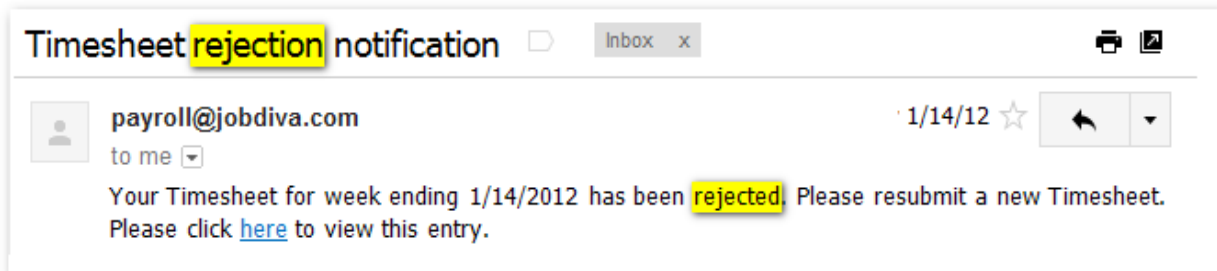 Timesheet rejection notification Inbox x
payroll@jobdiva.com 1/14/12
to me
Your Timesheet for week ending 1/14/2012 has been rejected. Please resubmit a new Timesheet.
Please click here to view this entry.